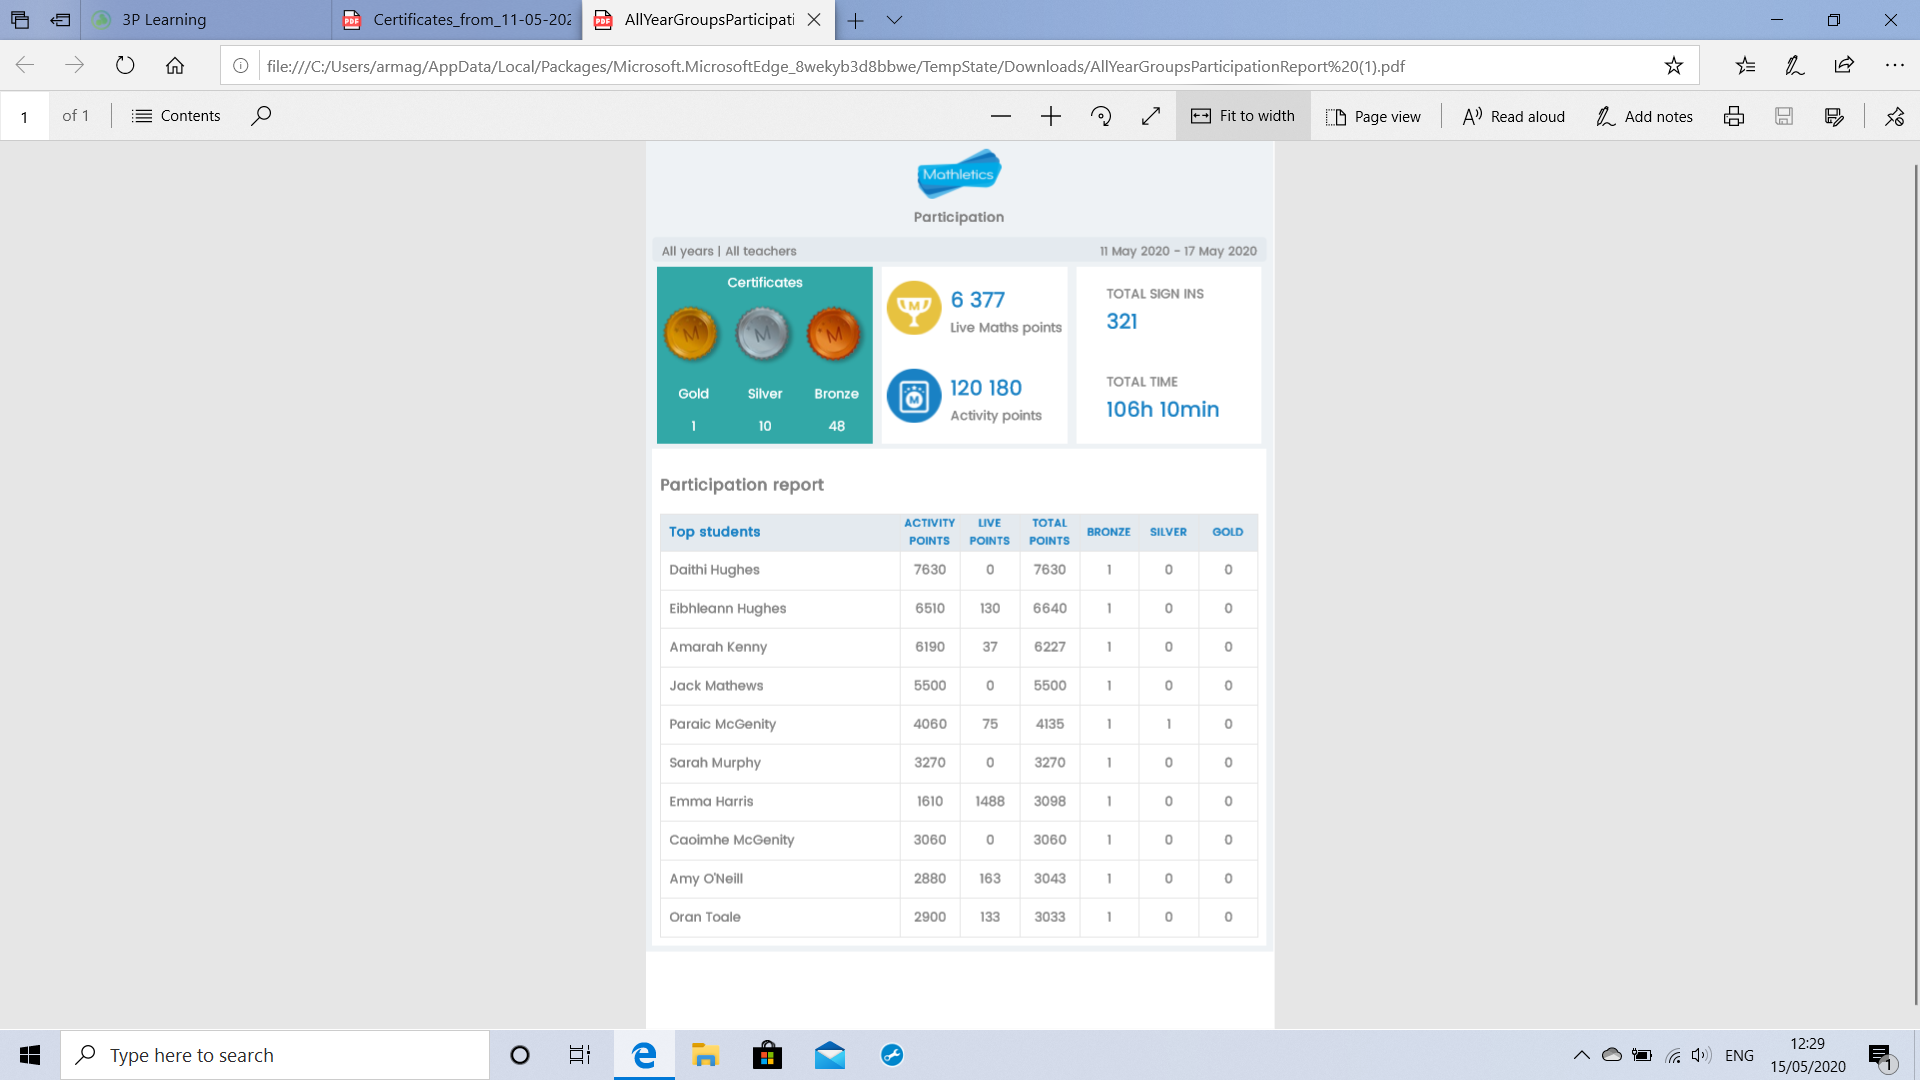 3P Learning
Certificates_from_11-05-202
AllYearGroupsParticipati
file:///C:/Users/armag/AppData/Local/Packages/Microsoft.MicrosoftEdge_8wekyb3d8bbwe/TempState/Downloads/AllYearGroupsParticipationReport%20(1).pdf
1 of 1 Contents Fit to width Page view Read aloud Add notes
Mathletics
Participation
All years | All teachers 11 May 2020 - 17 May 2020
Certificates
Gold Silver Bronze
1 10 48
6 377
Live Maths points
120 180
Activity points
TOTAL SIGN INS
321
TOTAL TIME
106h 10min
Participation report
Top students ACTIVITY POINTS LIVE POINTS TOTAL POINTS BRONZE SILVER GOLD
Daithi Hughes 7630 0 7630 1 0 0
Eibhleann Hughes 6510 130 6640 1 0 0
Amarah Kenny 6190 37 6227 1 0 0
Jack Mathews 5500 0 5500 1 0 0
Paraic McGenity 4060 75 4135 1 1 0
Sarah Murphy 3270 0 3270 1 0 0
Emma Harris 1610 1488 3098 1 0 0
Caoimhe McGenity 3060 0 3060 1 0 0
Amy O'Neill 2880 163 3043 1 0 0
Oran Toale 2900 133 3033 1 0 0
Type here to search
ENG
12:29
15/05/2020
1